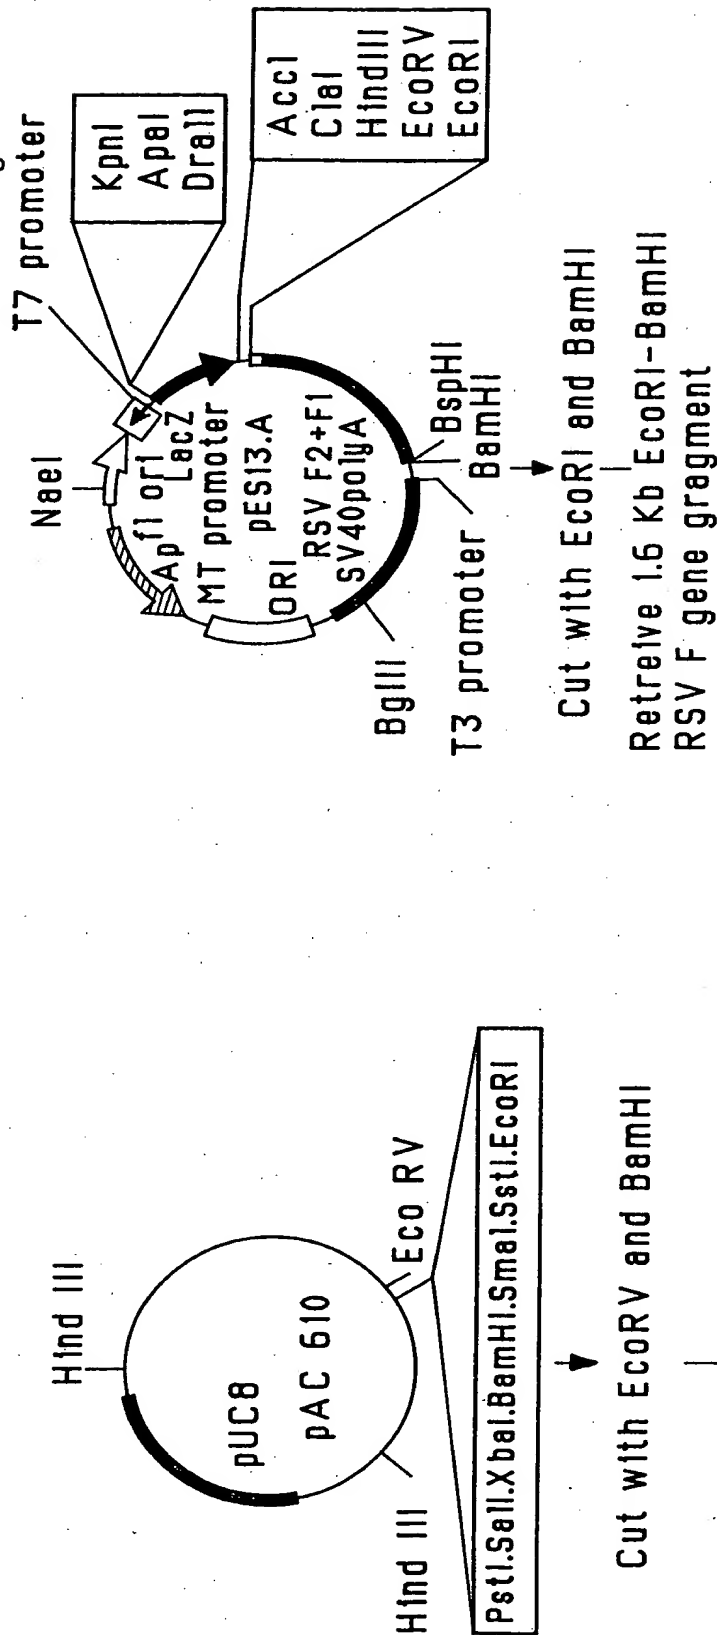 Hind III
pUC8
pAC 610
Eco RV
Hind III
PstI.SalI.XbaI.BamHI.SmaI.SstI.EcoRI
Cut with EcoRV and BamHI
T7 promoter
KpnI
ApaI
DraII
NaeI
Ap
f1 ori
LacZ
MT promoter
pES13.A
ORI
RSV F2+F1
SV40polyA
AccI
ClaI
HindIII
EcoRV
EcoRI
BglII
BspHI
BamHI
T3 promoter
Cut with EcoRI and BamHI
Retreive 1.6 Kb EcoRI-BamHI
RSV F gene gragment